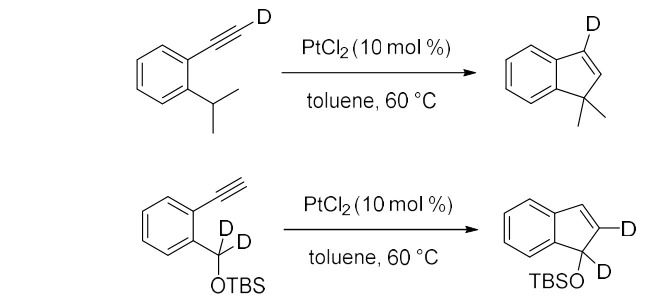 D
PtCl2 (10 mol %)
toluene, 60 °C
D
D
D
OTBS
PtCl2 (10 mol %)
toluene, 60 °C
D
D
TBSO